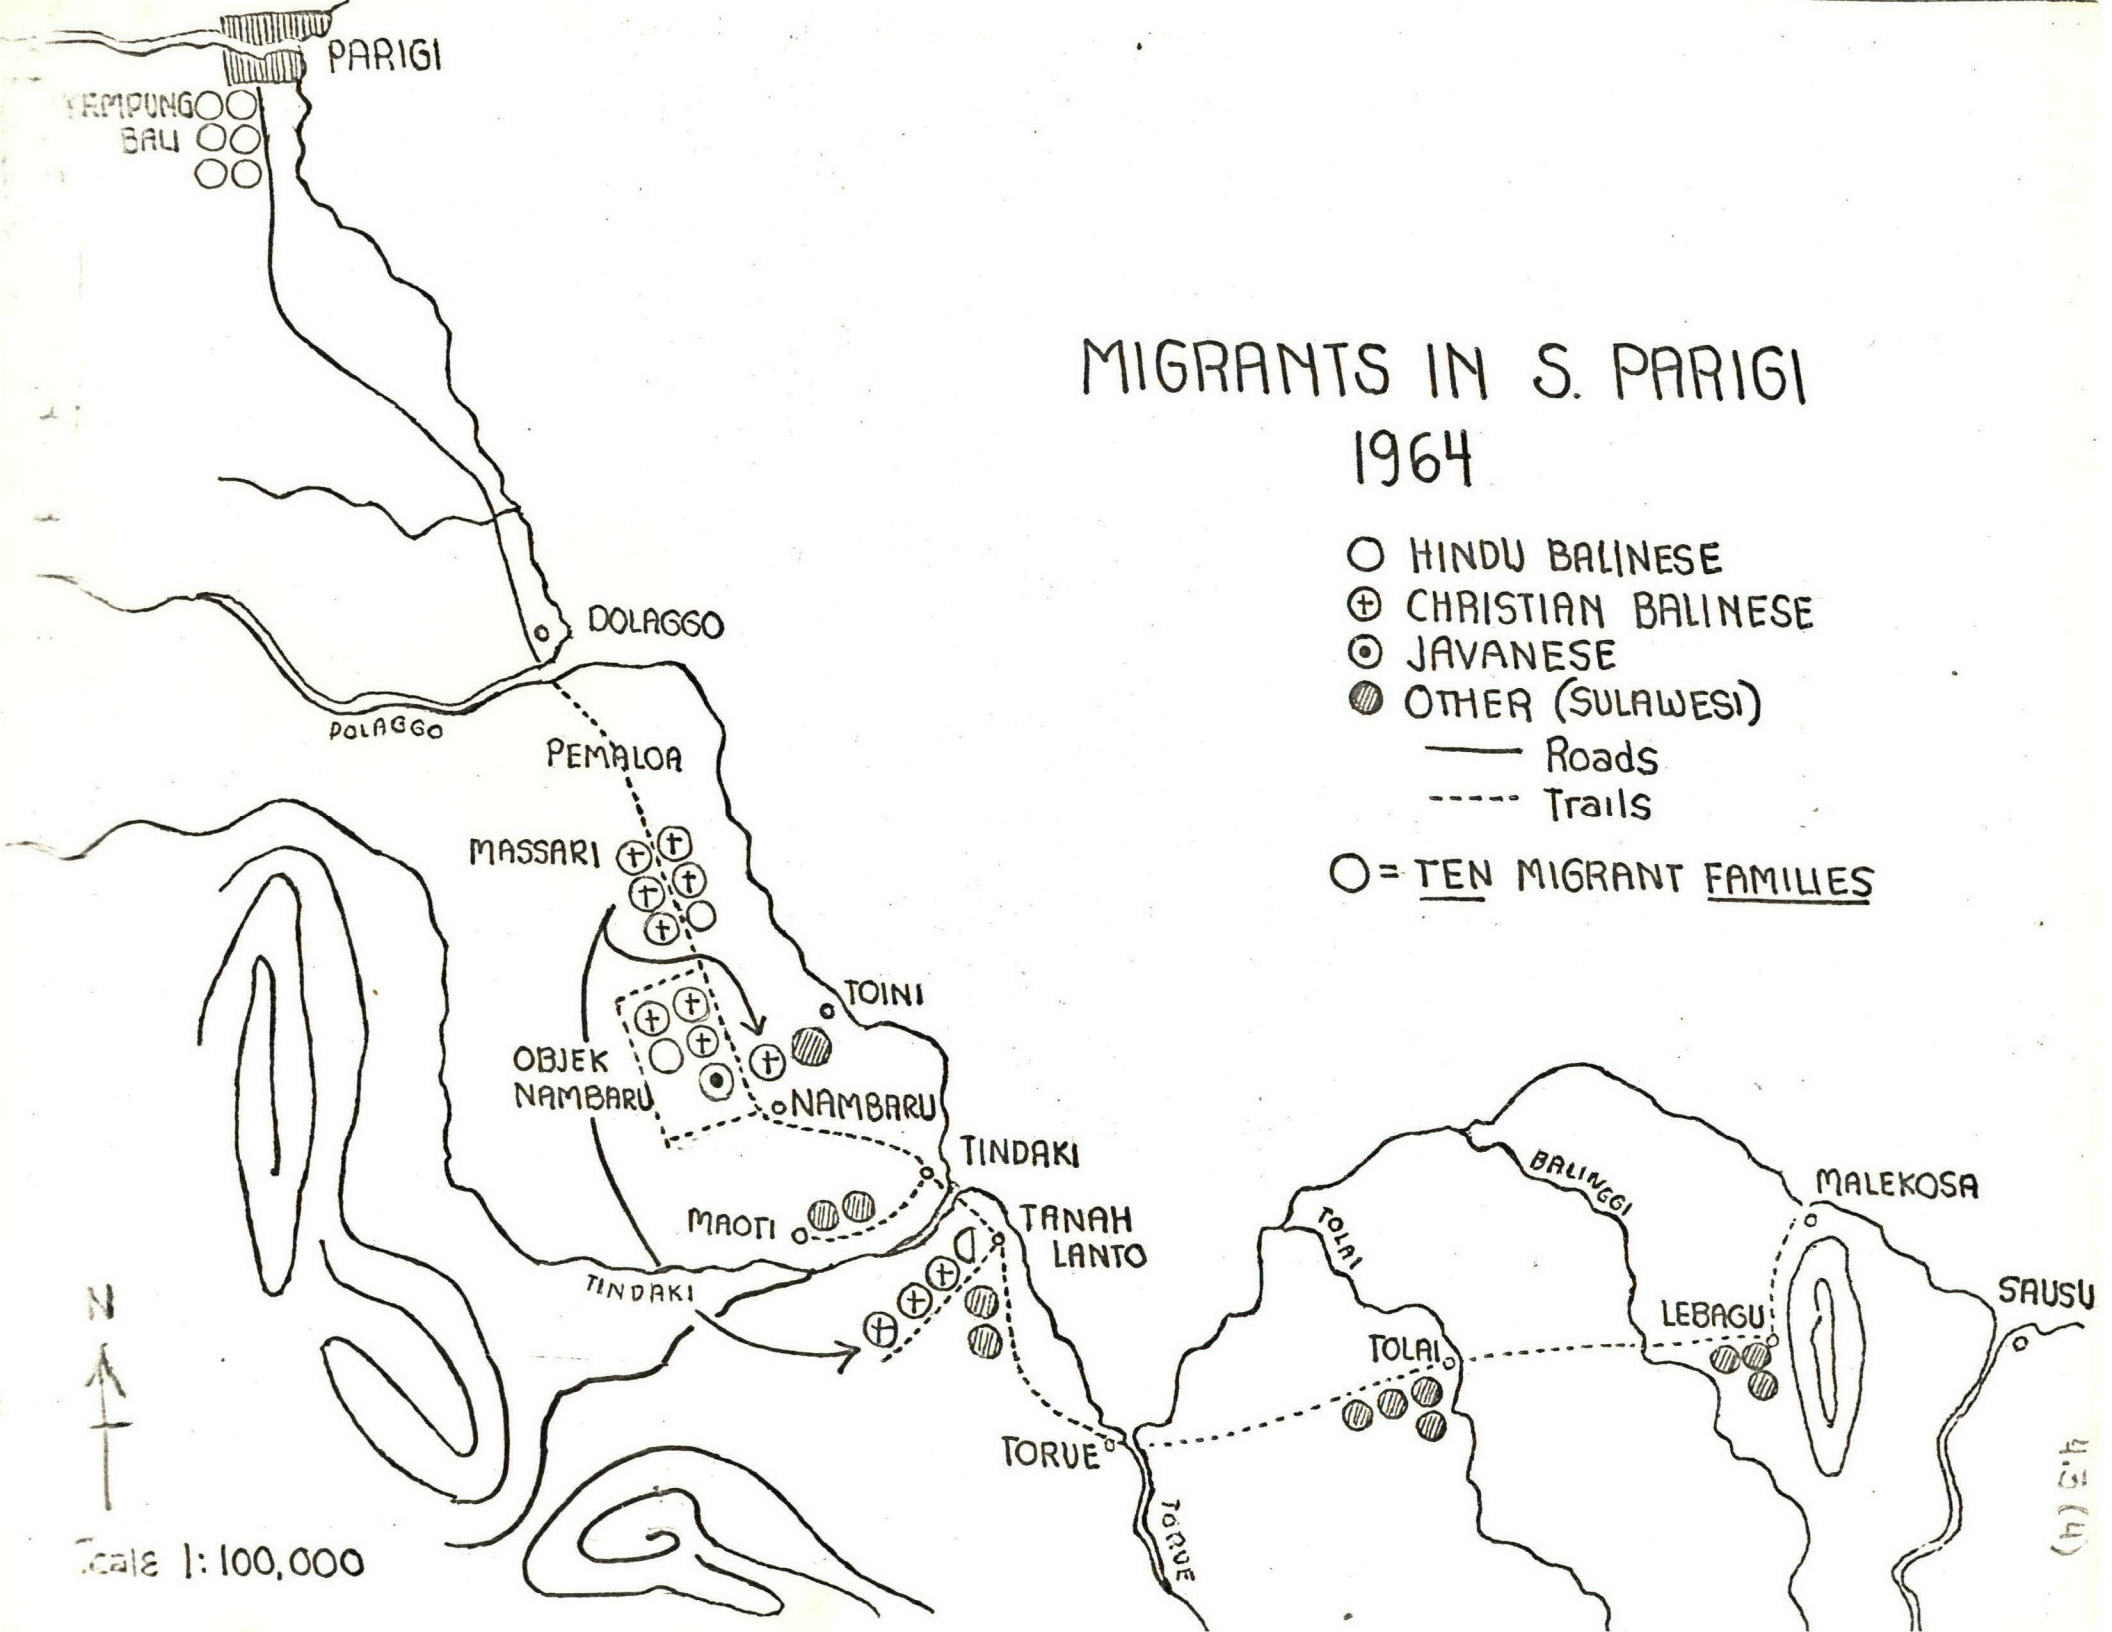 PARIGI
BALI
MIGRANTS IN S. PARIGI
1964
HINDU BALINESE
CHRISTIAN BALINESE
JAVANESE
OTHER (SULAWESI)
Roads
Trails
O = TEN MIGRANT FAMILIES
DOLAGGO
DOLAGGO
PEMALOA
MASSARI
TOINI
OBJEK
NAMBARU
NAMBARU
TINDAKI
MAOTI
TANAH
LANTO
TINDAKI
BALINGGI
MALEKOSA
TOLAI
SAUSU
LEBAGU
TOLAI
TORUE
TORUE
N
Scale 1:100,000